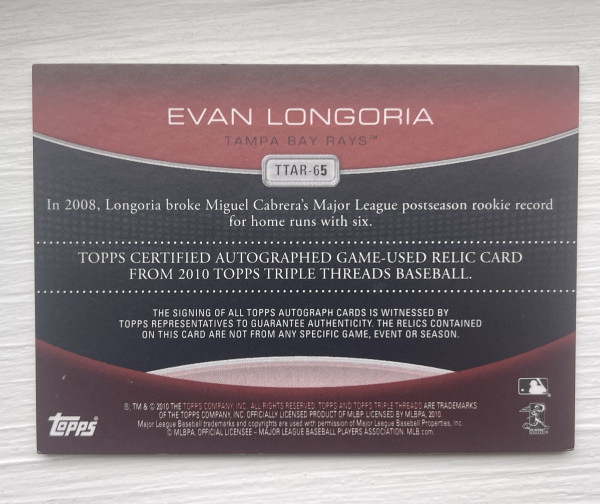 EVAN LONGORIA
TAMPA BAY RAYS™
TTAR-65
In 2008, Longoria broke Miguel Cabrera's Major League postseason rookie record
for home runs with six.
TOPPS CERTIFIED AUTOGRAPHED GAME-USED RELIC CARD
FROM 2010 TOPPS TRIPLE THREADS BASEBALL.
THE SIGNING OF ALL TOPPS AUTOGRAPH CARDS IS WITNESSED BY
TOPPS REPRESENTATIVES TO GUARANTEE AUTHENTICITY. THE RELICS CONTAINED
ON THIS CARD ARE NOT FROM ANY SPECIFIC GAME, EVENT OR SEASON.
®, TM & © 2010 THE TOPPS COMPANY, INC. ALL RIGHTS RESERVED. TOPPS AND TOPPS TRIPLE THREADS ARE TRADEMARKS
OF THE TOPPS COMPANY, INC. OFFICIALLY LICENSED PRODUCT OF MLBP. LICENSED BY MLBPA, 2010.
Major League Baseball trademarks and copyrights are used with permission of Major League Baseball Properties, Inc.
© MLBPA, OFFICIAL LICENSEE – MAJOR LEAGUE BASEBALL PLAYERS ASSOCIATION. MLB.com.
Topps